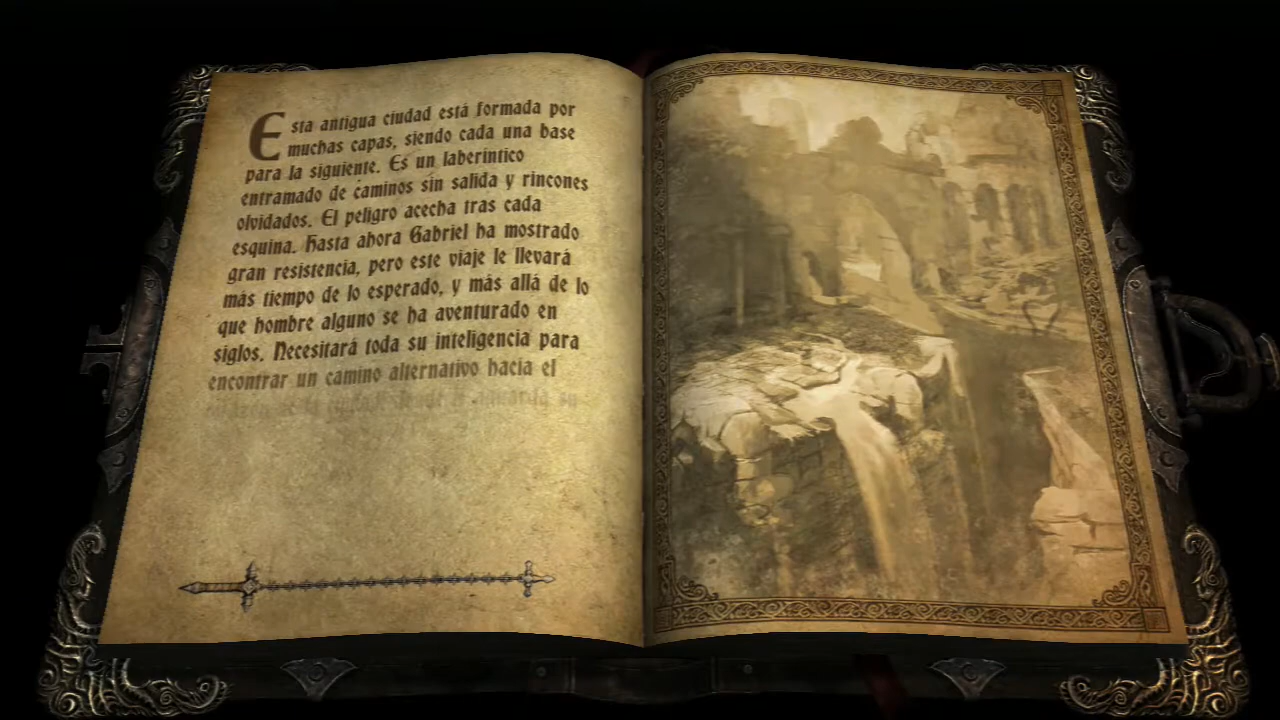 Esta antigua ciudad está formada por
muchas capas, siendo cada una base
para la siguiente. Es un laberíntico
entramado de caminos sin salida y rincones
olvidados. El peligro acecha tras cada
esquina. Hasta ahora Gabriel ha mostrado
gran resistencia, pero este viaje le llevará
más tiempo de lo esperado, y más allá de lo
que hombre alguno se ha aventurado en
siglos. Necesitará toda su inteligencia para
encontrar un camino alternativo hacia el